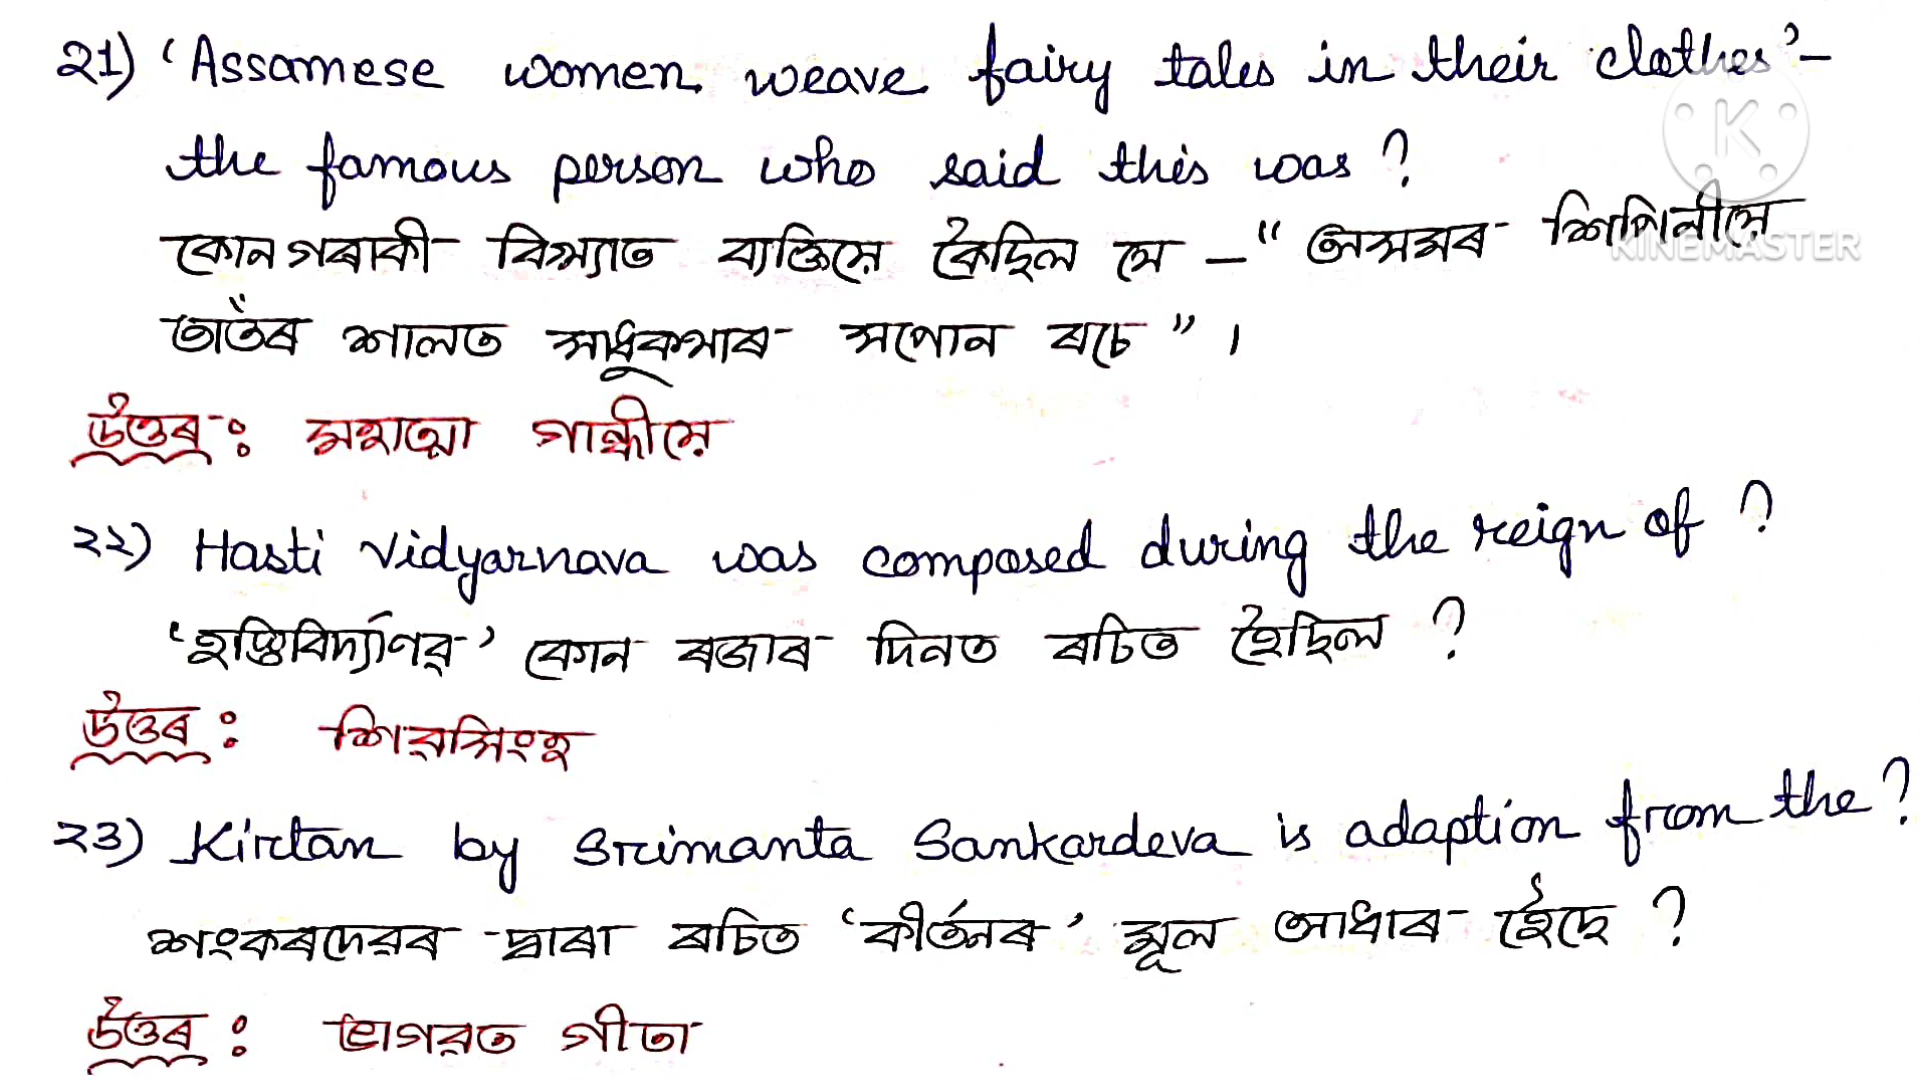 ২1) ‘Assamese women weave fairy tales in their clothes’–
the famous person who said this was?
কোনগৰাকী বিখ্যাত ব্যক্তিয়ে কৈছিল যে – “অসমৰ শিপিনীয়ে
তাতঁৰ শালত সাধুকথাৰ সপোন ৰচে”।
KINEMASTER
উত্তৰ : মহাত্মা গান্ধীয়ে
২২) Hasti Vidyarnava was composed during the reign of ?
‘হস্তিবিদ্যাৰ্ণৱ’ কোন ৰজাৰ দিনত ৰচিত হৈছিল ?
উত্তৰ : শিৱসিংহ
২3) Kirtan by Srimanta Sankardeva is adaption from the ?
শংকৰদেৱৰ দ্বাৰা ৰচিত ‘কীৰ্তনৰ’ মূল আধাৰ হৈছে ?
উত্তৰ : ভাগৱত গীতা